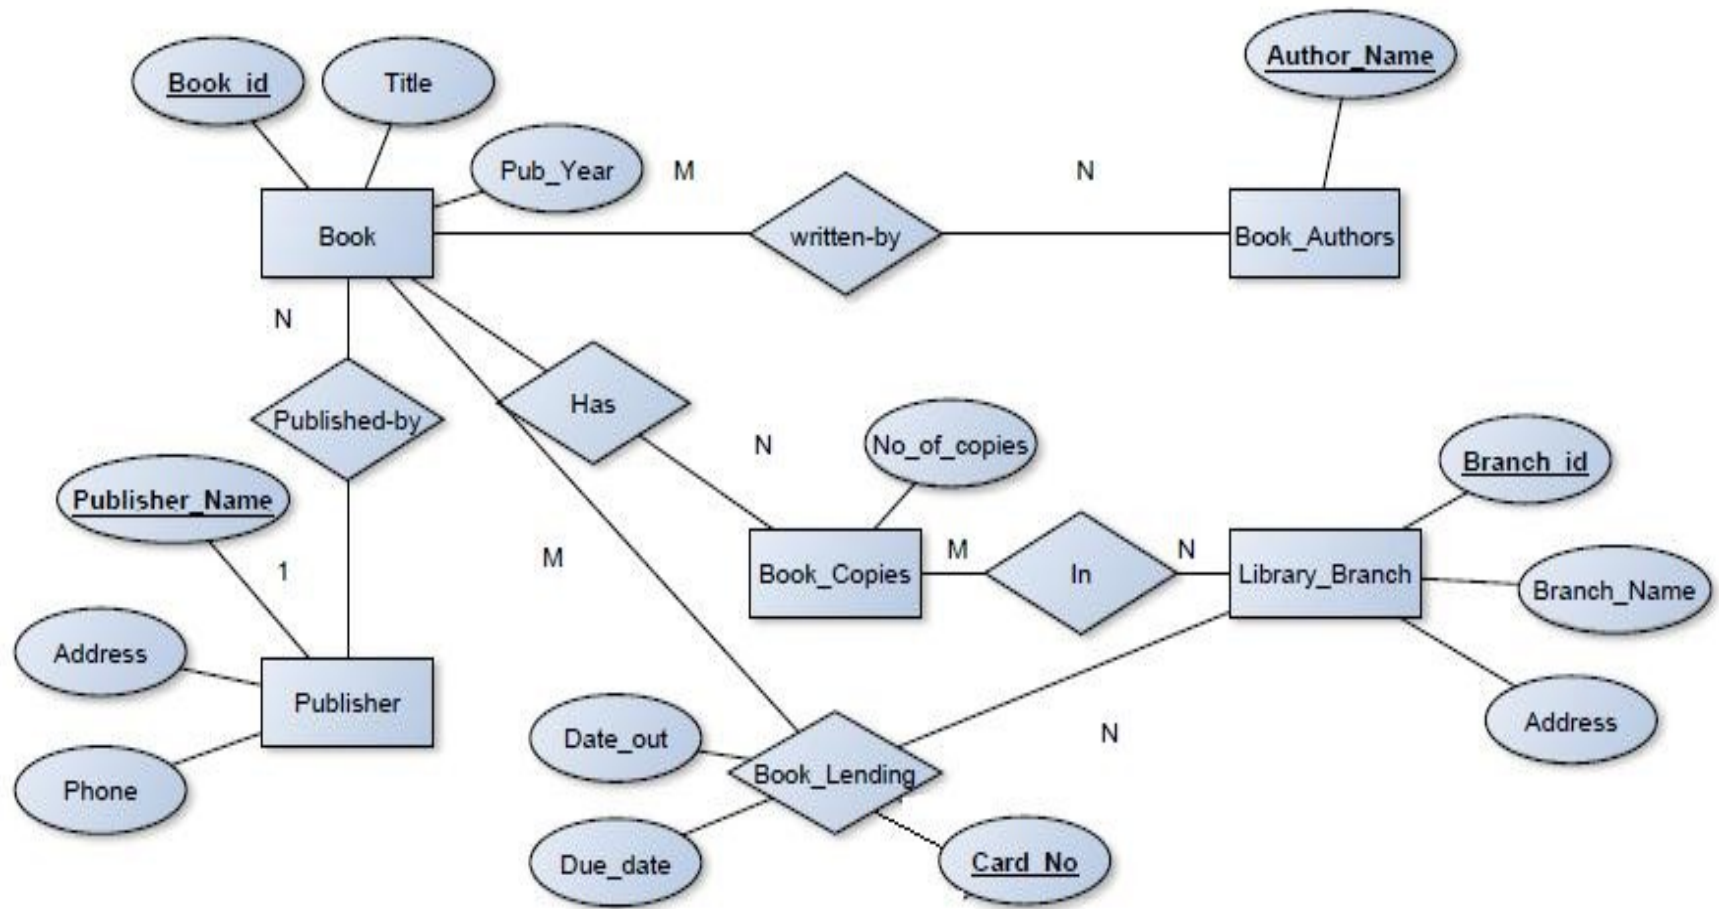 Author_Name
Book_id
Title
Pub_Year
M
N
Book
written-by
Book_Authors
N
Published-by
Has
N
No_of_copies
Branch_id
Publisher_Name
1
M
Book_Copies
M
In
N
Library_Branch
Branch_Name
Address
Publisher
Phone
Date_out
Book_Lending
N
Address
Due_date
Card_No